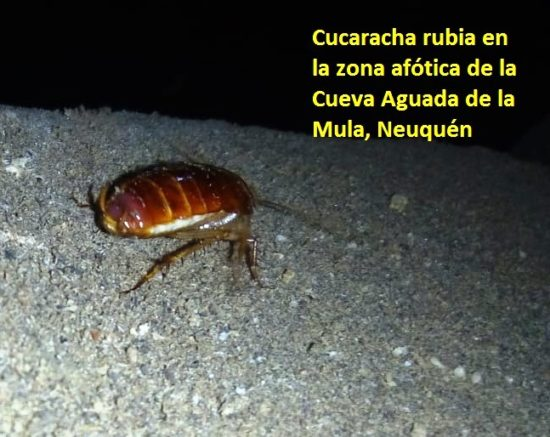 Cucaracha rubia en
la zona afótica de la
Cueva Aguada de la
Mula, Neuquén